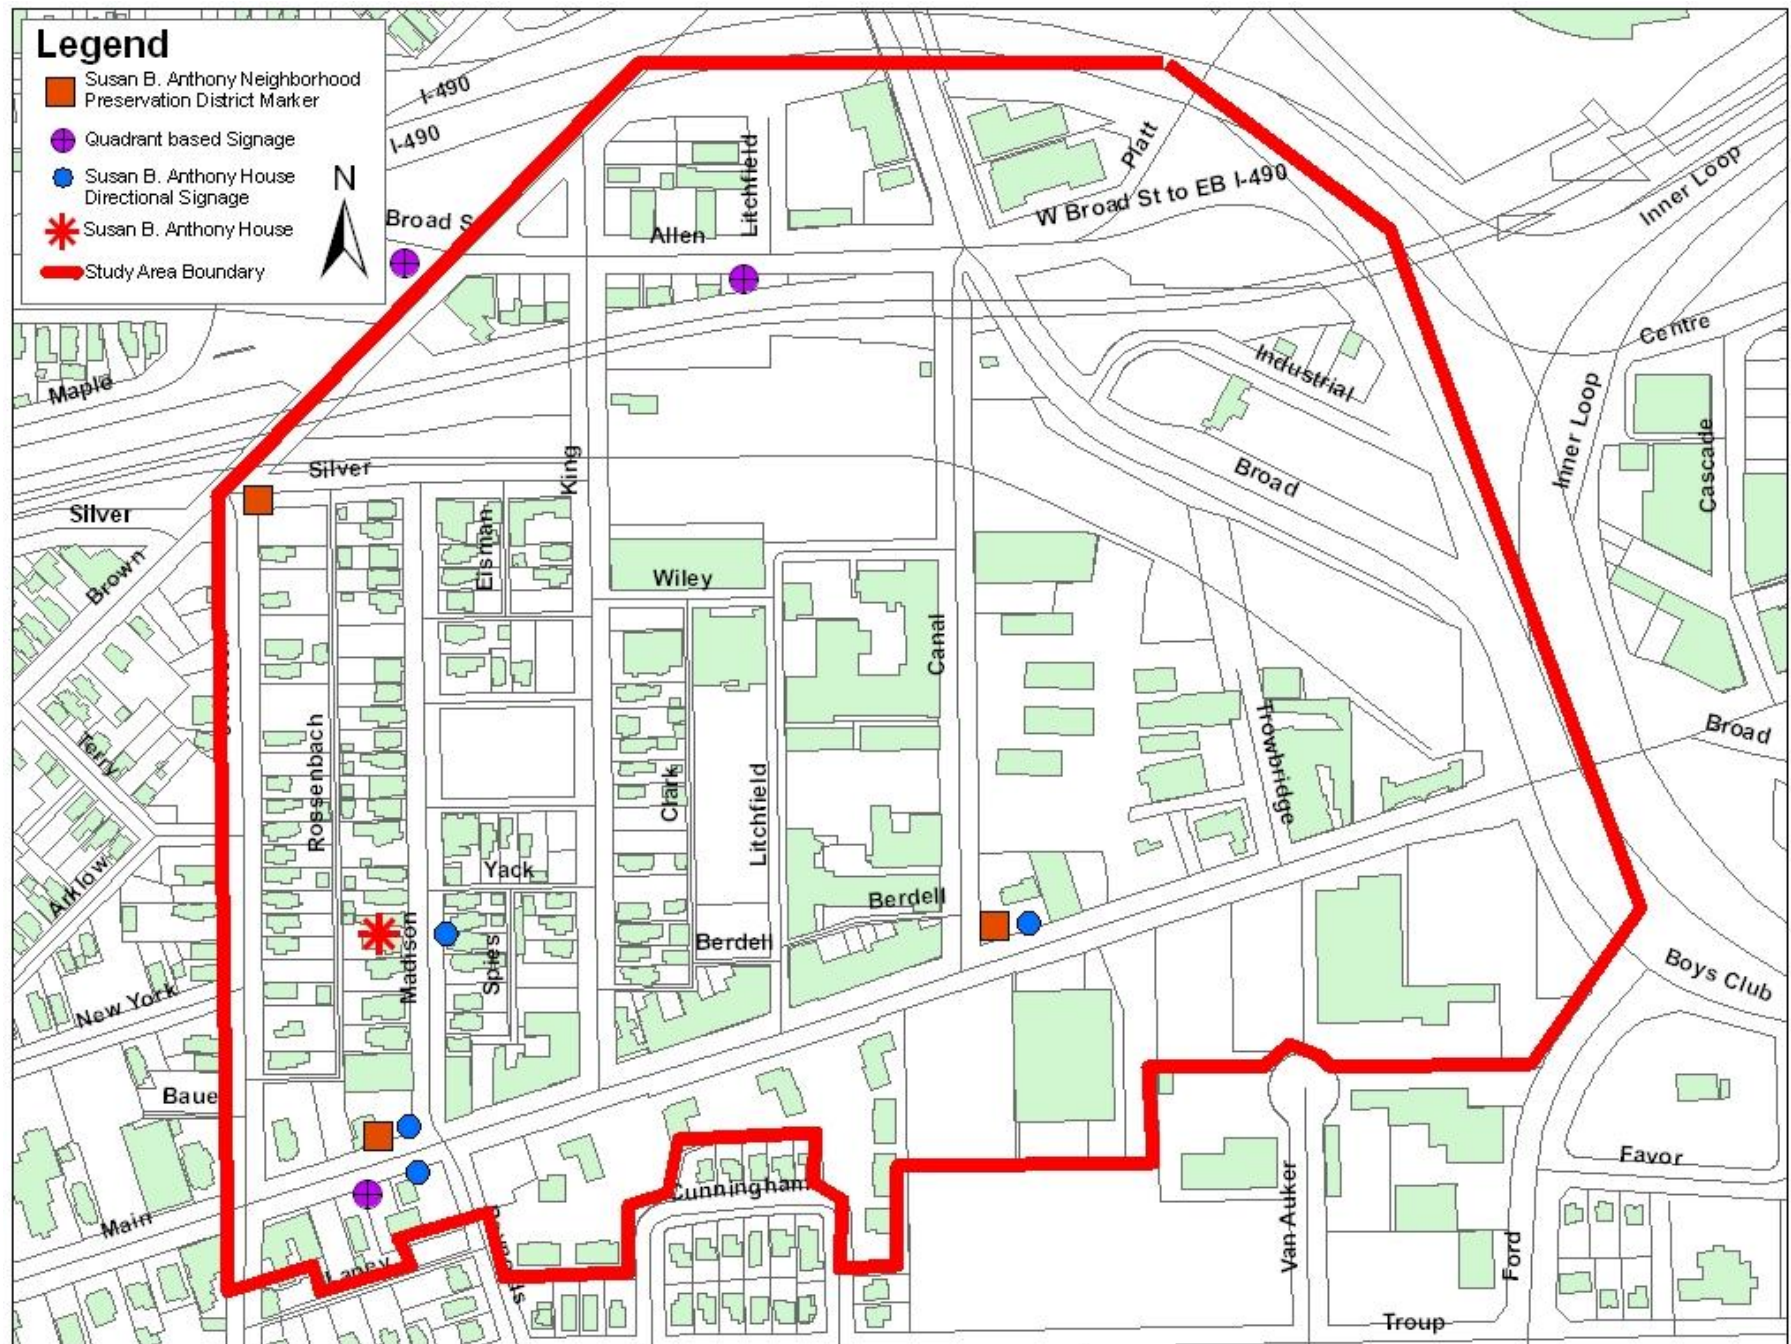 Legend
Susan B. Anthony Neighborhood
Preservation District Marker
Quadrant based Signage
Susan B. Anthony House
Directional Signage
Susan B. Anthony House
Study Area Boundary
N
I-490
I-490
Broad S
Allen
Litchfield
Platt
W Broad St to EB I-490
Inner Loop
Centre
Inner Loop
Cascade
Industrial
Broad
Maple
Silver
Silver
King
Eisman
Brown
Wiley
Canal
Terry
Rossenbach
Clark
Litchfield
Trowbridge
Broad
Arklow
Yack
Berdell
Berdell
Madison
Spies
New York
Boys Club
Baue
Main
Cunningham
Favor
Van Auker
Ford
Laney
Troup